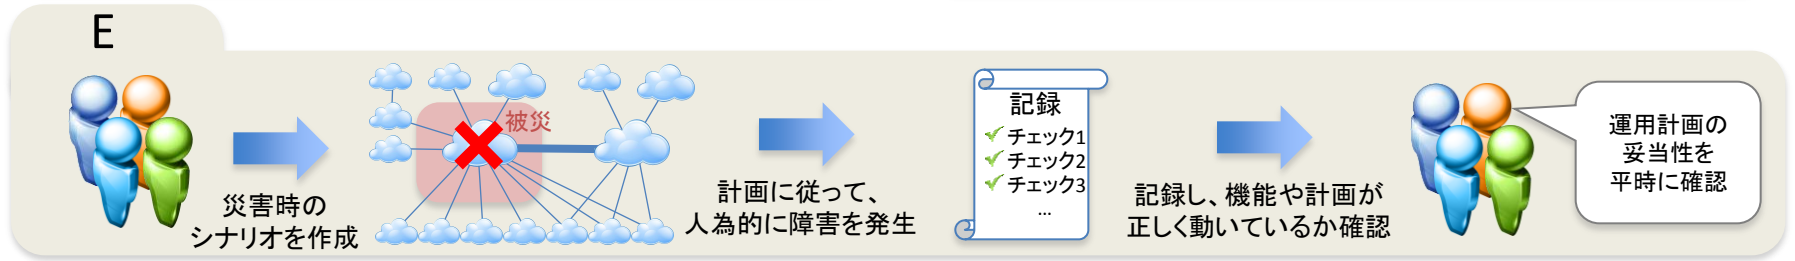 E
災害時の
シナリオを作成
被災
計画に従って、
人為的に障害を発生
記録
チェック1
チェック2
チェック3
...
記録し、機能や計画が
正しく動いているか確認
運用計画の
妥当性を
平時に確認